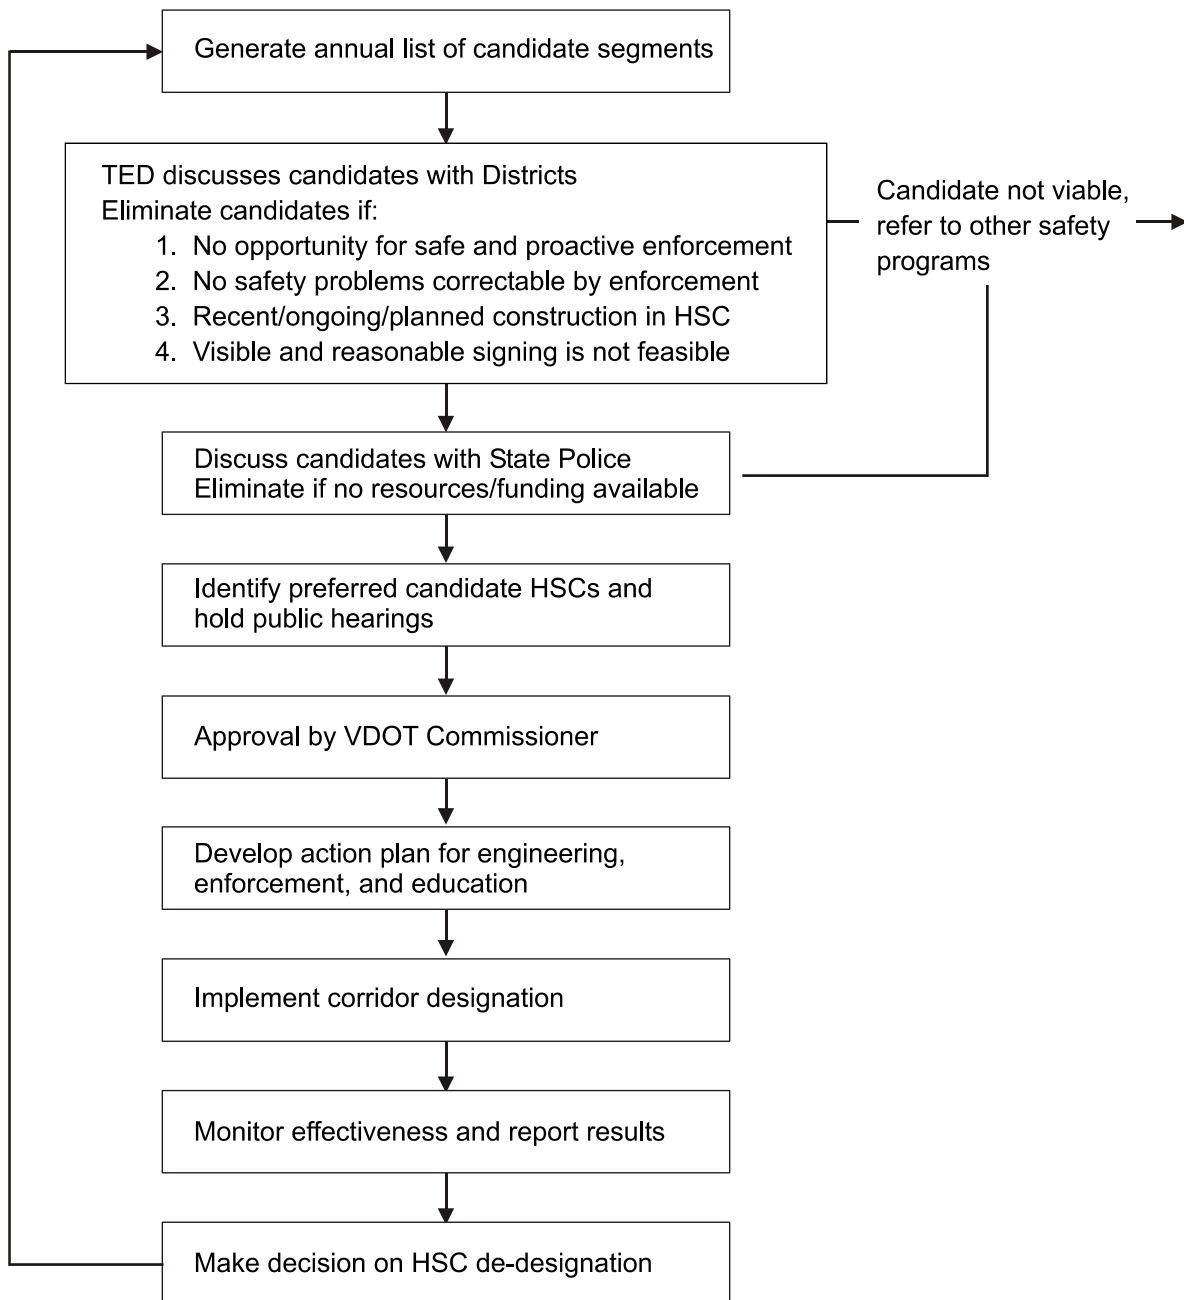 Generate annual list of candidate segments
TED discusses candidates with Districts
Eliminate candidates if:
1. No opportunity for safe and proactive enforcement
2. No safety problems correctable by enforcement
3. Recent/ongoing/planned construction in HSC
4. Visible and reasonable signing is not feasible
Candidate not viable,
refer to other safety
programs
Discuss candidates with State Police
Eliminate if no resources/funding available
Identify preferred candidate HSCs and
hold public hearings
Approval by VDOT Commissioner
Develop action plan for engineering,
enforcement, and education
Implement corridor designation
Monitor effectiveness and report results
Make decision on HSC de-designation